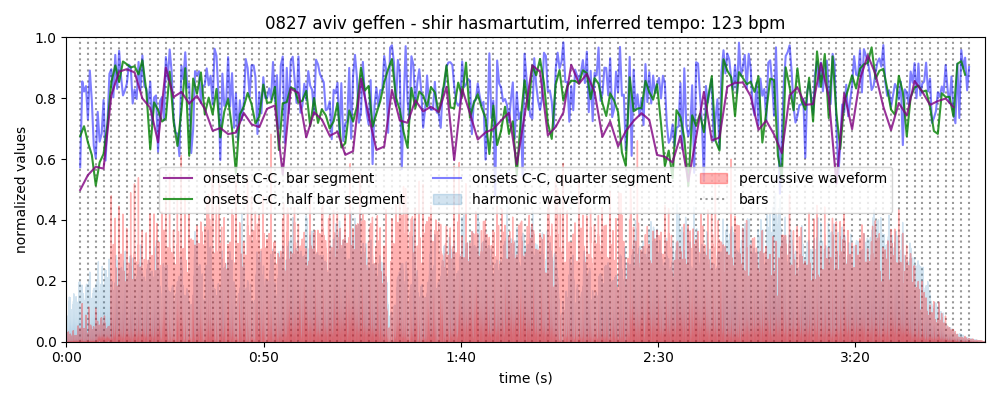 0827 aviv geffen - shir hasmartutim, inferred tempo: 123 bpm
1.0
0.8
0.6
0.4
0.2
0.0
normalized values
onsets C-C, bar segment
onsets C-C, half bar segment
onsets C-C, quarter segment
harmonic waveform
percussive waveform
bars
0:00
0:50
1:40
2:30
3:20
time (s)